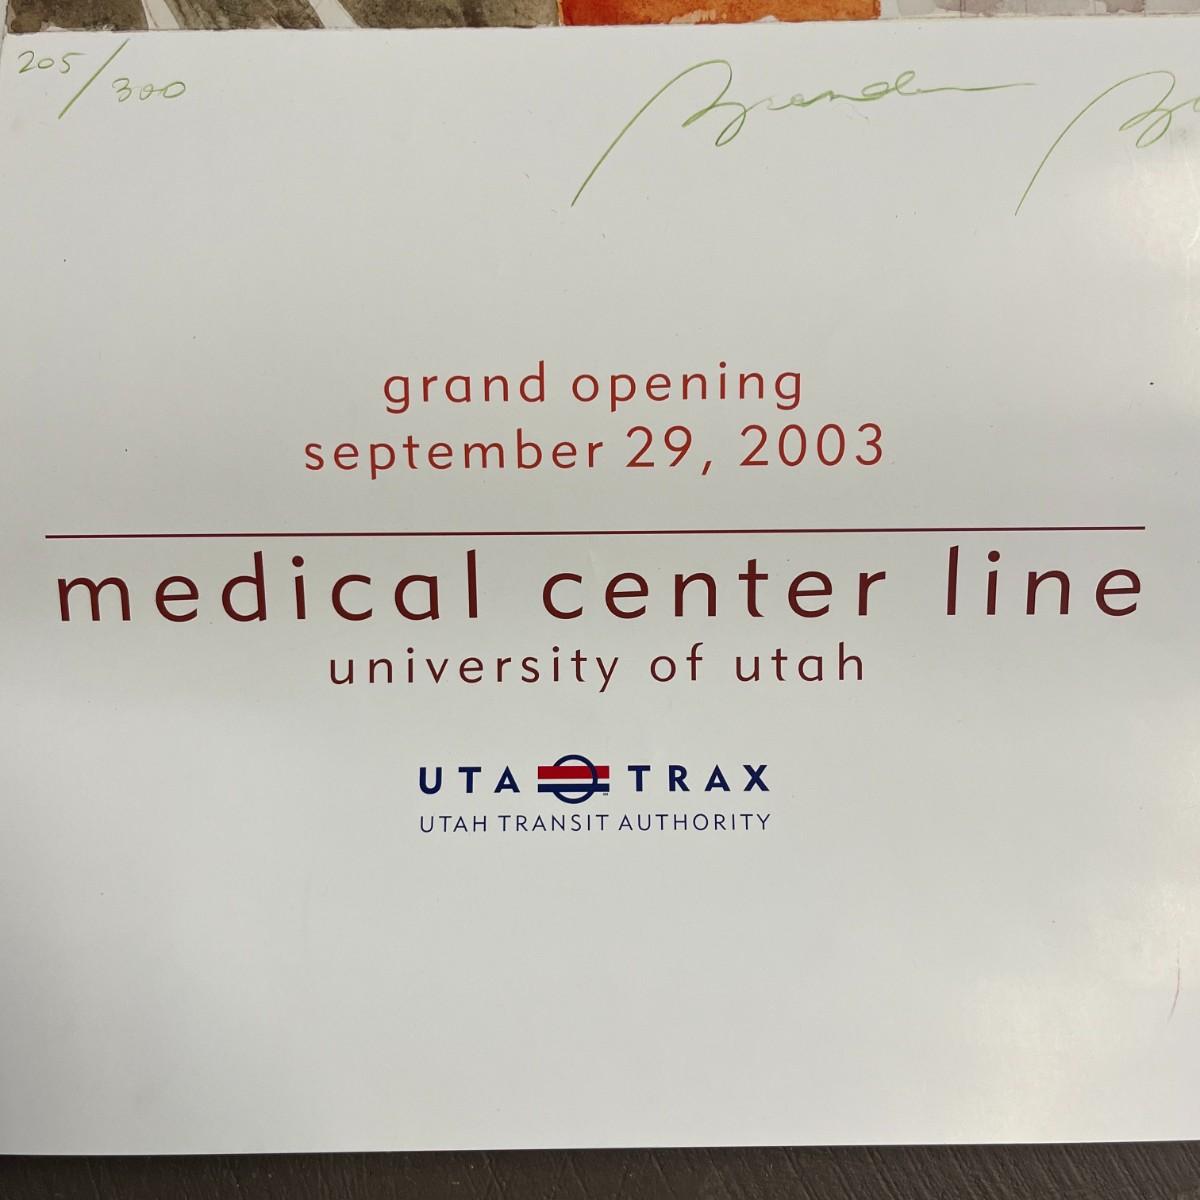 205/300
grand opening
september 29, 2003
medical center line
university of utah
UTA TRAX
UTAH TRANSIT AUTHORITY